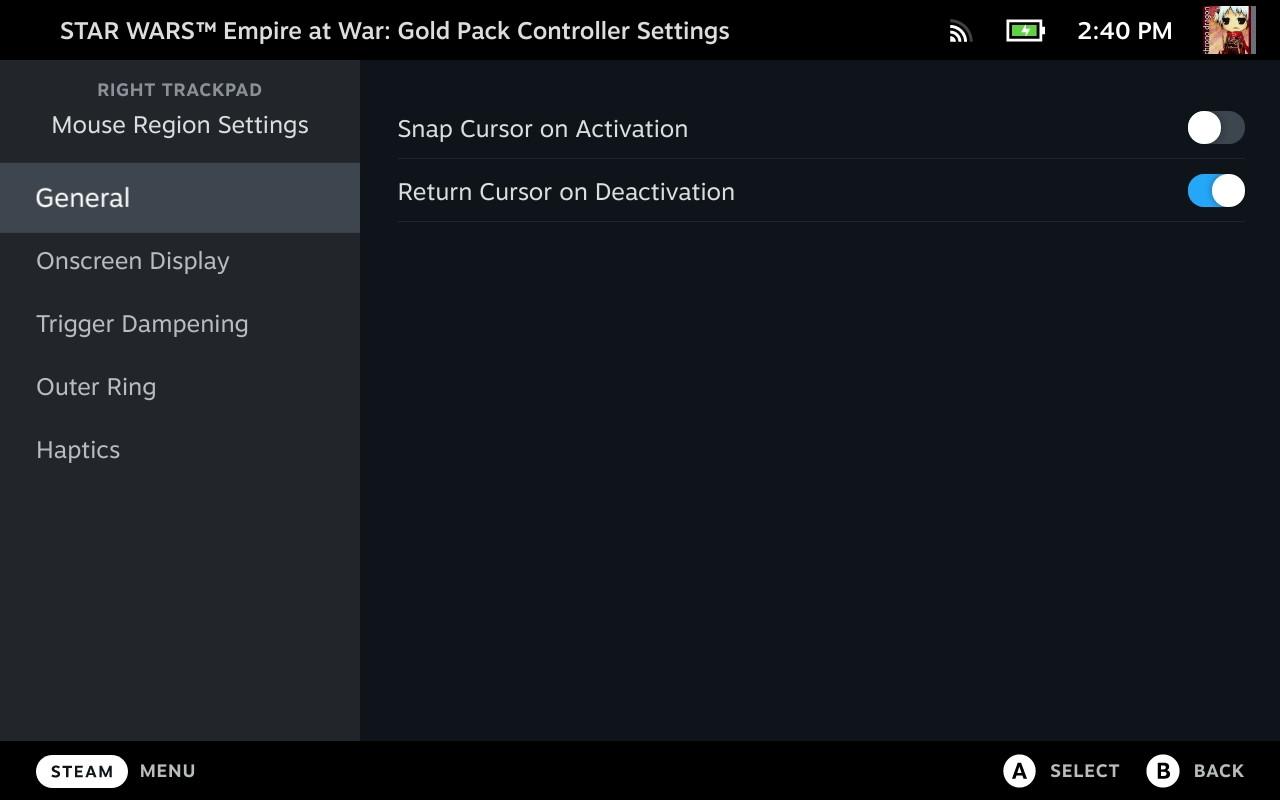 STAR WARS™ Empire at War: Gold Pack Controller Settings
2:40 PM
RIGHT TRACKPAD
Mouse Region Settings
General
Onscreen Display
Trigger Dampening
Outer Ring
Haptics
Snap Cursor on Activation
Return Cursor on Deactivation
STEAM MENU
A SELECT B BACK